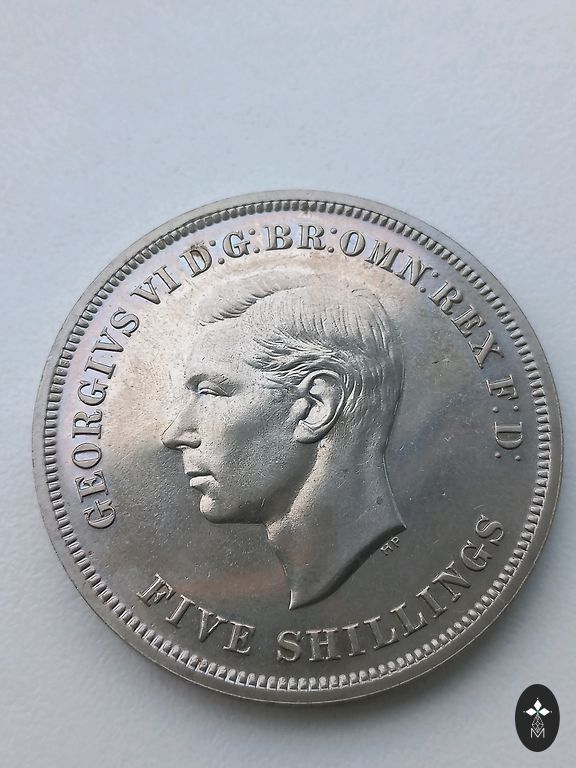 GEORGIVS VI D:G:BR:OMN:REX F:D:
FIVE SHILLINGS
HP
M